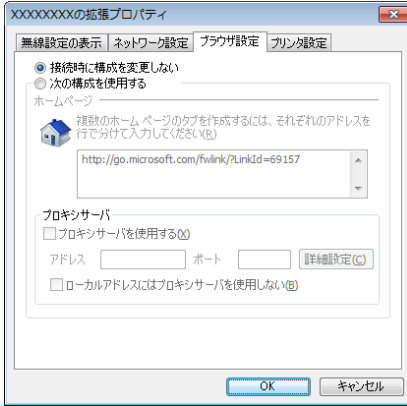 XXXXXXXXの拡張プロパティ
無線設定の表示 ネットワーク設定 ブラウザ設定 プリンタ設定
接続時に構成を変更しない
次の構成を使用する
ホームページ
複数のホーム ページのタブを作成するには、それぞれのアドレスを
行で分けて入力してください(R)
http://go.microsoft.com/fwlink/?LinkId=69157
プロキシサーバ
プロキシサーバを使用する(X)
アドレス ポート 詳細設定(C)
ローカルアドレスにはプロキシサーバを使用しない(B)
OK キャンセル